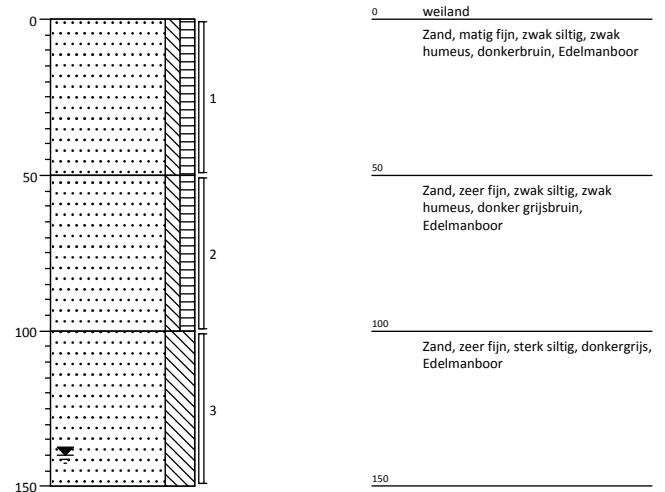 0
50
100
150
1
2
3
0
weiland
Zand, matig fijn, zwak siltig, zwak
humeus, donkerbruin, Edelmanboor
50
Zand, zeer fijn, zwak siltig, zwak
humeus, donker grijsbruin,
Edelmanboor
100
Zand, zeer fijn, sterk siltig, donkergrijs,
Edelmanboor
150